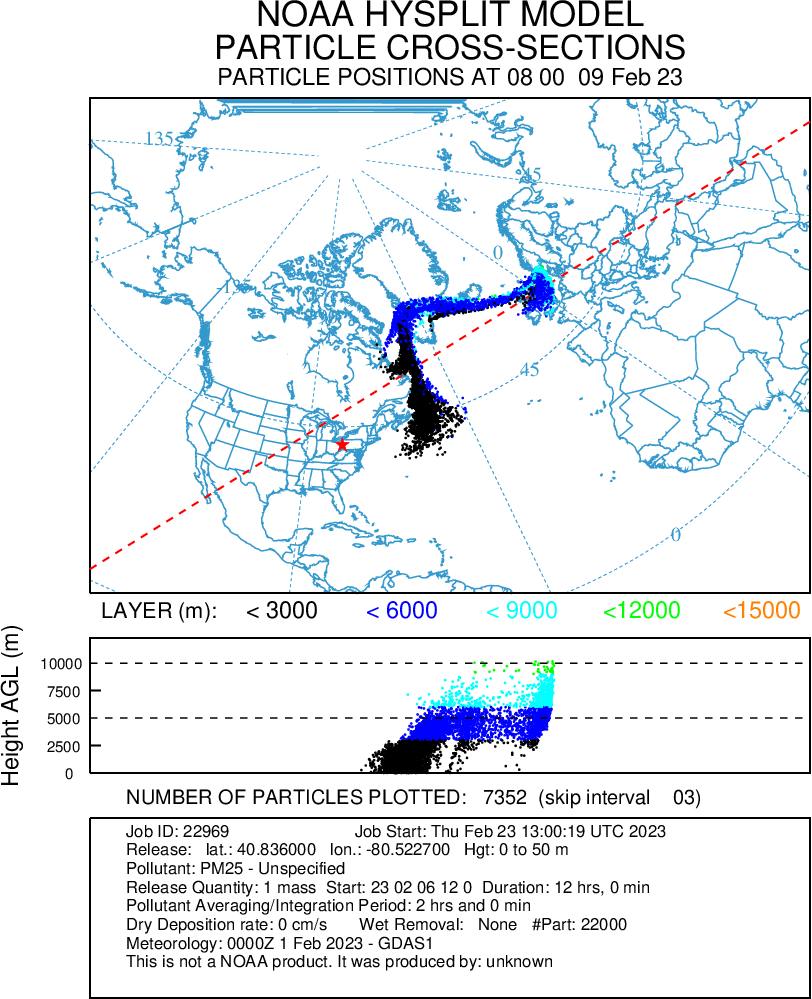 NOAA HYSPLIT MODEL
PARTICLE CROSS-SECTIONS
PARTICLE POSITIONS AT 08 00 09 Feb 23
135
45
0
-135
45
0
LAYER (m): < 3000 < 6000 < 9000 <12000 <15000
Height AGL (m)
10000
7500
5000
2500
0
NUMBER OF PARTICLES PLOTTED: 7352 (skip interval 03)
Job ID: 22969 Job Start: Thu Feb 23 13:00:19 UTC 2023
Release: lat.: 40.836000 lon.: -80.522700 Hgt: 0 to 50 m
Pollutant: PM25 - Unspecified
Release Quantity: 1 mass Start: 23 02 06 12 0 Duration: 12 hrs, 0 min
Pollutant Averaging/Integration Period: 2 hrs and 0 min
Dry Deposition rate: 0 cm/s Wet Removal: None #Part: 22000
Meteorology: 0000Z 1 Feb 2023 - GDAS1
This is not a NOAA product. It was produced by: unknown